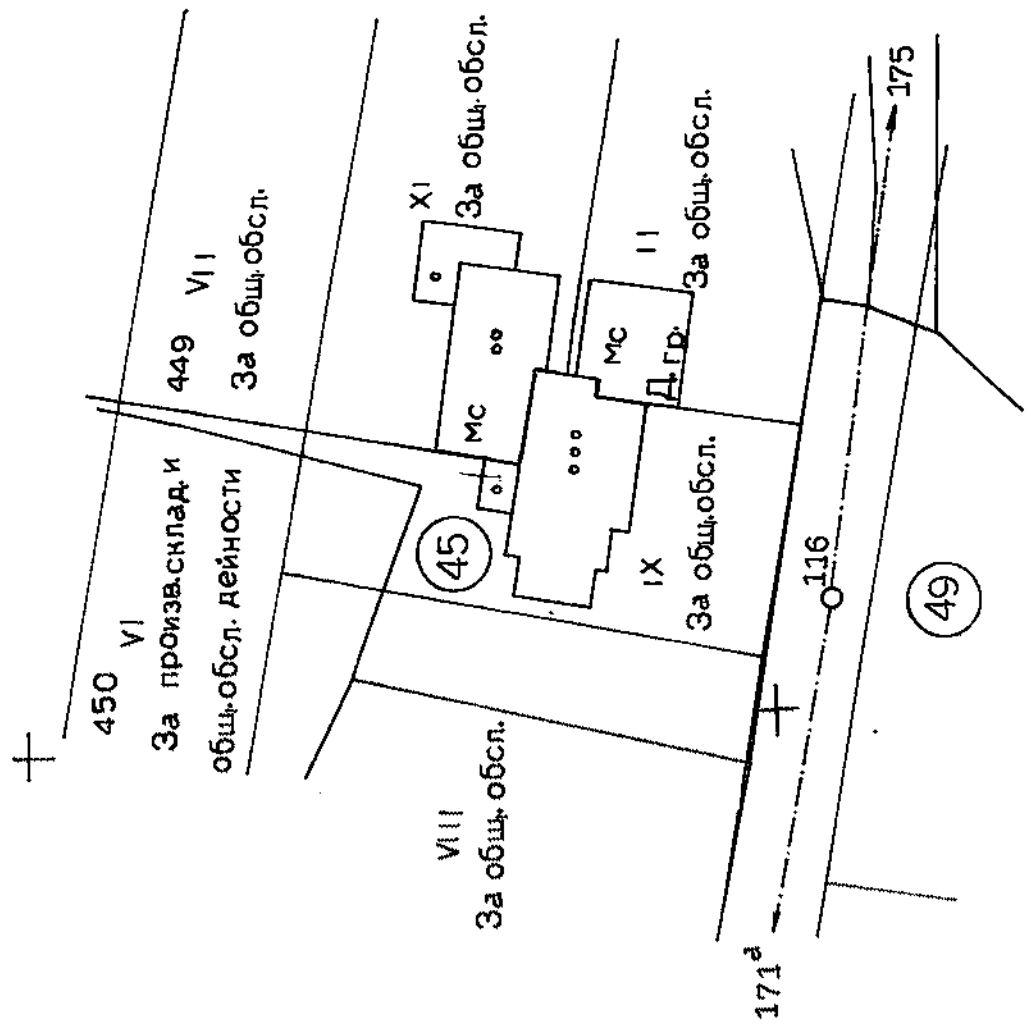 450
VI
За произв. склад. и
общ. обсл. дейности
449
VII
За общ. обсл.
XI
За общ. обсл.
МС
45
VIII
За общ. обсл.
IX
За общ. обсл.
МС
Д. гр.
II
За общ. обсл.
171d
116
175
49